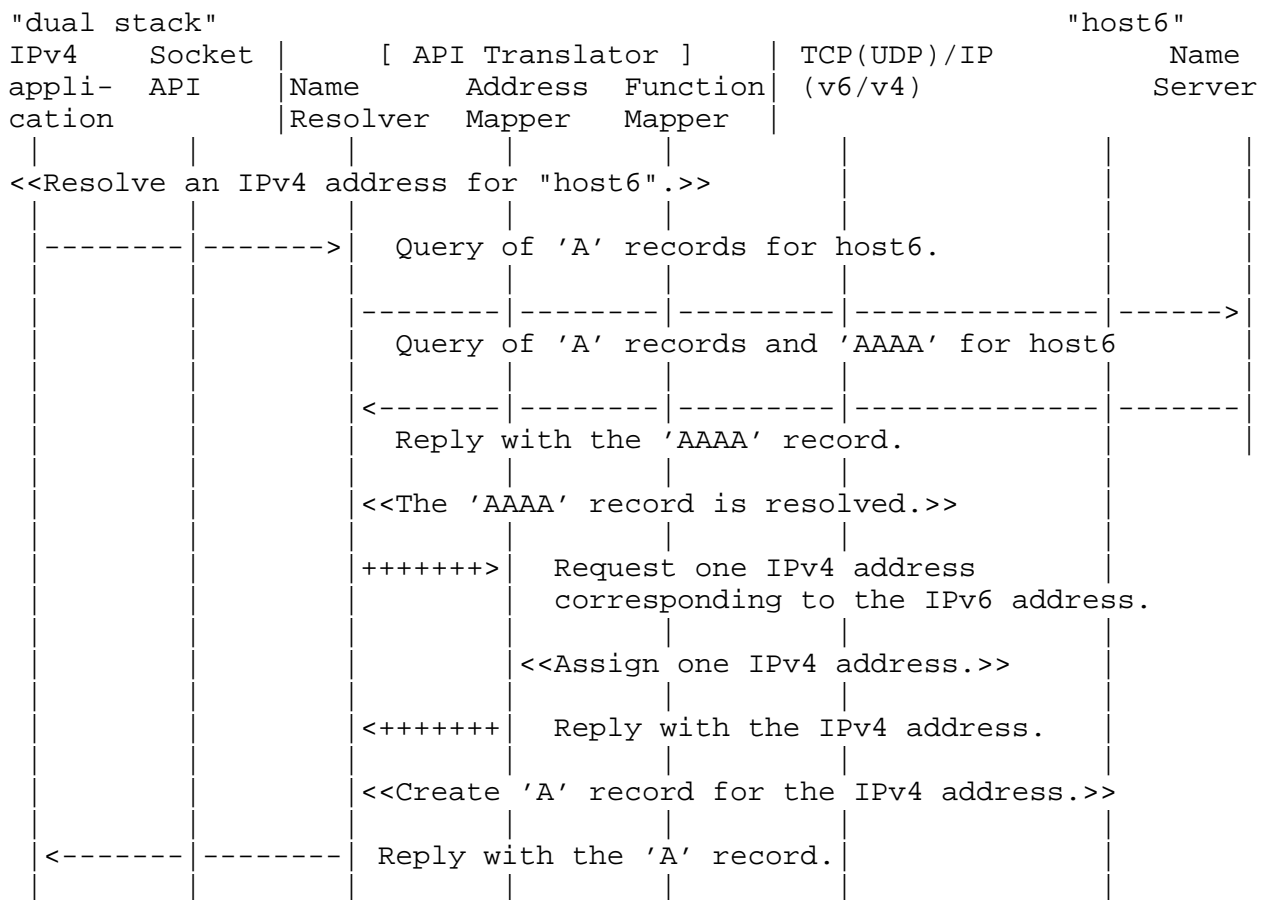 "dual stack" "host6"
IPv4 Socket | [ API Translator ] | TCP(UDP)/IP Name
appli- API |Name Address Function| (v6/v4) Server
cation |Resolver Mapper Mapper |
<<Resolve an IPv4 address for "host6".>>
--------|-------> Query of 'A' records for host6.
|--------|--------|---------|--------------|------>|
Query of 'A' records and 'AAAA' for host6
|<-------|--------|---------|--------------|-------|
Reply with the 'AAAA' record.
<<The 'AAAA' record is resolved.>>
+++++++> Request one IPv4 address
corresponding to the IPv6 address.
<<Assign one IPv4 address.>>
<+++++++ Reply with the IPv4 address.
<<Create 'A' record for the IPv4 address.>>
<-------|-------- Reply with the 'A' record.